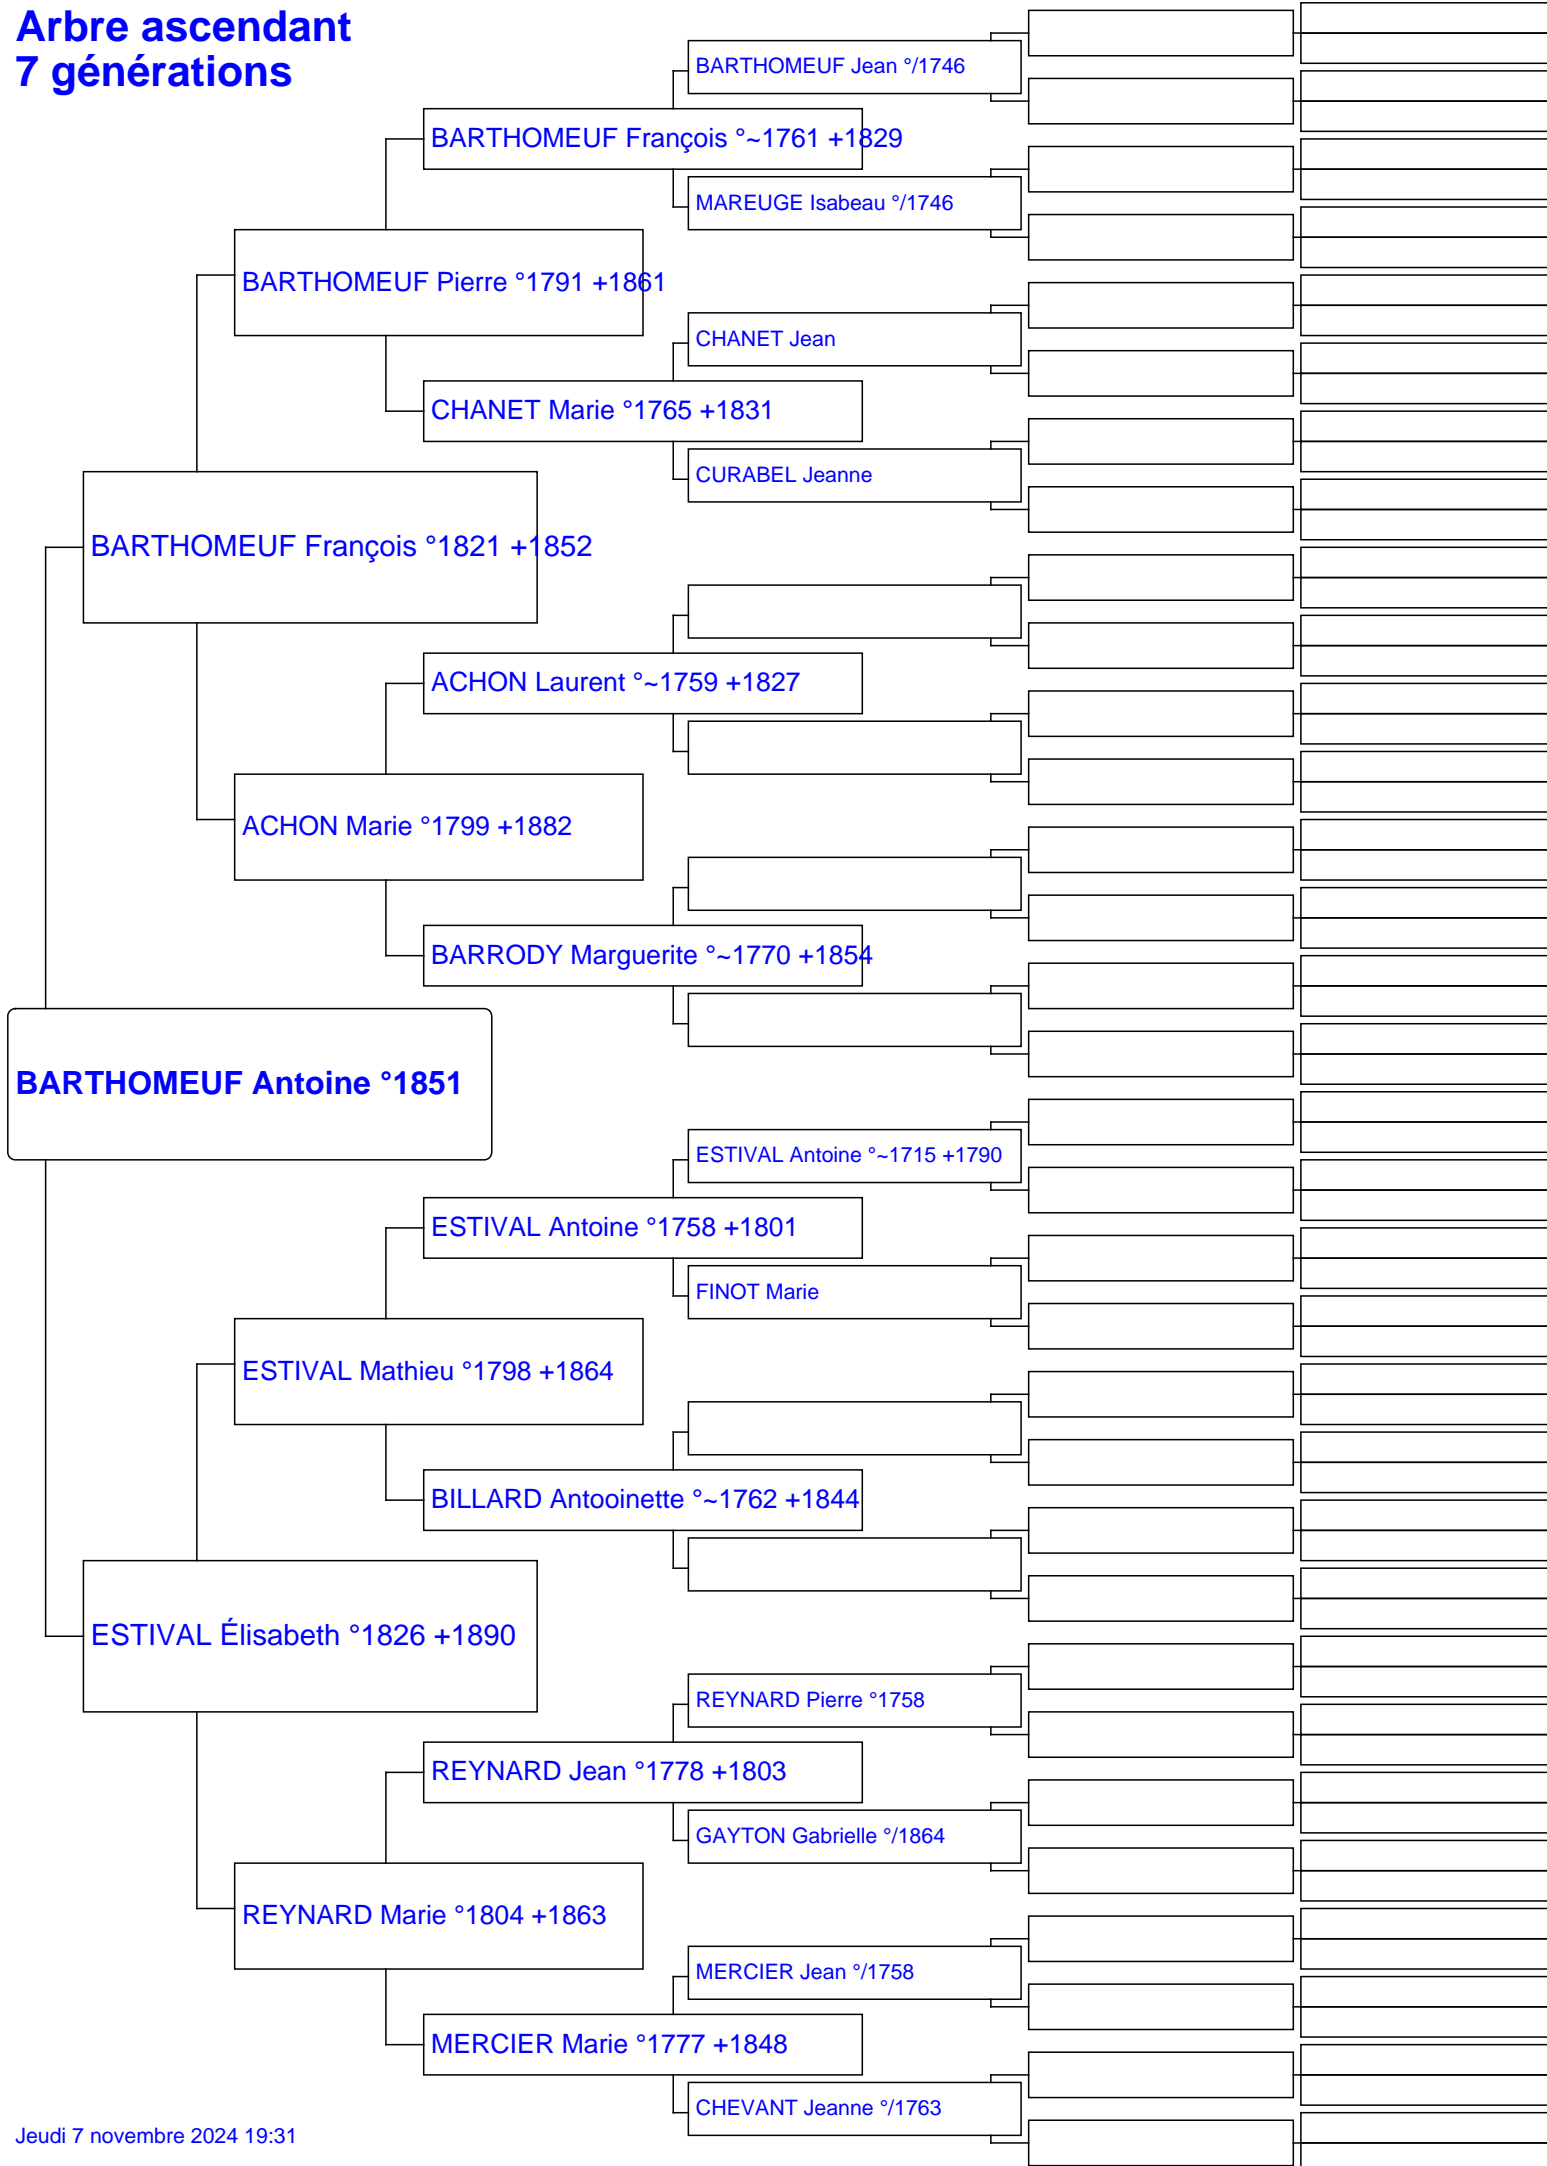 Arbre ascendant
7 générations
BARTHOMEUF Jean °/1746
BARTHOMEUF François °~1761 +1829
MAREUGE Isabeau °/1746
BARTHOMEUF Pierre °1791 +1861
CHANET Jean
CHANET Marie °1765 +1831
CURABEL Jeanne
BARTHOMEUF François °1821 +1852
ACHON Laurent °~1759 +1827
ACHON Marie °1799 +1882
BARRODY Marguerite °~1770 +1854
BARTHOMEUF Antoine °1851
ESTIVAL Antoine °~1715 +1790
ESTIVAL Antoine °1758 +1801
FINOT Marie
ESTIVAL Mathieu °1798 +1864
BILLARD Antooinette °~1762 +1844
ESTIVAL Élisabeth °1826 +1890
REYNARD Pierre °1758
REYNARD Jean °1778 +1803
GAYTON Gabrielle °/1864
REYNARD Marie °1804 +1863
MERCIER Jean °/1758
MERCIER Marie °1777 +1848
CHEVANT Jeanne °/1763
Jeudi 7 novembre 2024 19:31